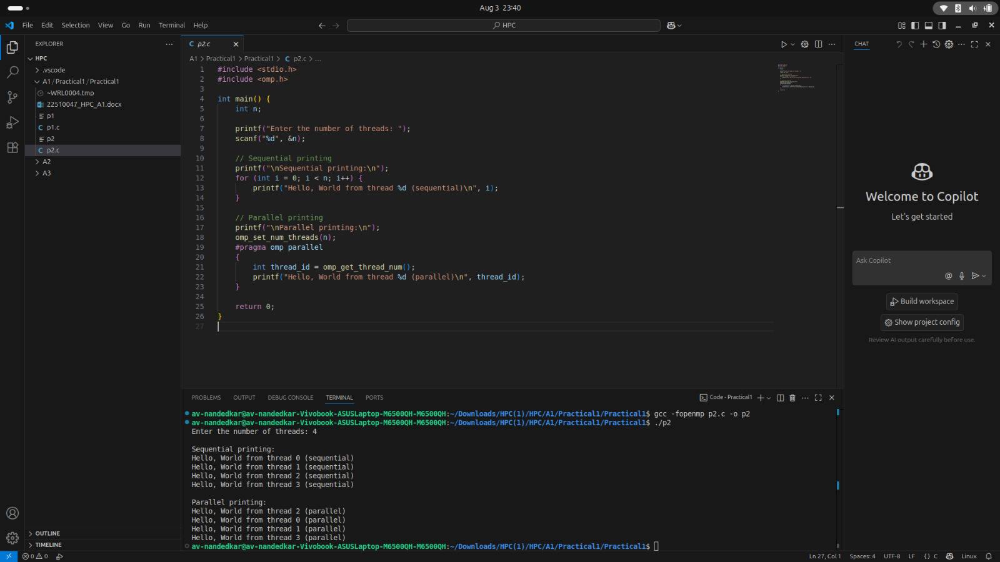 Aug 3 23:40
File Edit Selection View Go Run Terminal Help
HPC
EXPLORER
HPC
.vscode
A1 / Practical1 / Practical1
~WRL0004.tmp
22510047_HPC_A1.docx
p1
C p1.c
p2
C p2.c
A2
A3
OUTLINE
TIMELINE
C p2.c
A1 > Practical1 > Practical1 > C p2.c > ...
1 #include <stdio.h>
2 #include <omp.h>
3
4 int main() {
5 int n;
6
7 printf("Enter the number of threads: ");
8 scanf("%d", &n);
9
10 // Sequential printing
11 printf("\nSequential printing:\n");
12 for (int i = 0; i < n; i++) {
13 printf("Hello, World from thread %d (sequential)\n", i);
14 }
15
16 // Parallel printing
17 printf("\nParallel printing:\n");
18 omp_set_num_threads(n);
19 #pragma omp parallel
20 {
21 int thread_id = omp_get_thread_num();
22 printf("Hello, World from thread %d (parallel)\n", thread_id);
23 }
24
25 return 0;
26 }
27
PROBLEMS OUTPUT DEBUG CONSOLE TERMINAL PORTS
Code - Practical1
av-nandedkar@av-nandedkar-Vivobook-ASUSLaptop-M6500QH-M6500QH:~/Downloads/HPC(1)/HPC/A1/Practical1/Practical1$ gcc -fopenmp p2.c -o p2
av-nandedkar@av-nandedkar-Vivobook-ASUSLaptop-M6500QH-M6500QH:~/Downloads/HPC(1)/HPC/A1/Practical1/Practical1$ ./p2
Enter the number of threads: 4
Sequential printing:
Hello, World from thread 0 (sequential)
Hello, World from thread 1 (sequential)
Hello, World from thread 2 (sequential)
Hello, World from thread 3 (sequential)
Parallel printing:
Hello, World from thread 2 (parallel)
Hello, World from thread 0 (parallel)
Hello, World from thread 1 (parallel)
Hello, World from thread 3 (parallel)
av-nandedkar@av-nandedkar-Vivobook-ASUSLaptop-M6500QH-M6500QH:~/Downloads/HPC(1)/HPC/A1/Practical1/Practical1$
CHAT
Welcome to Copilot
Let's get started
Ask Copilot
Build workspace
Show project config
Review AI output carefully before use.
0 0
Ln 27, Col 1 Spaces: 4 UTF-8 LF {} C Linux